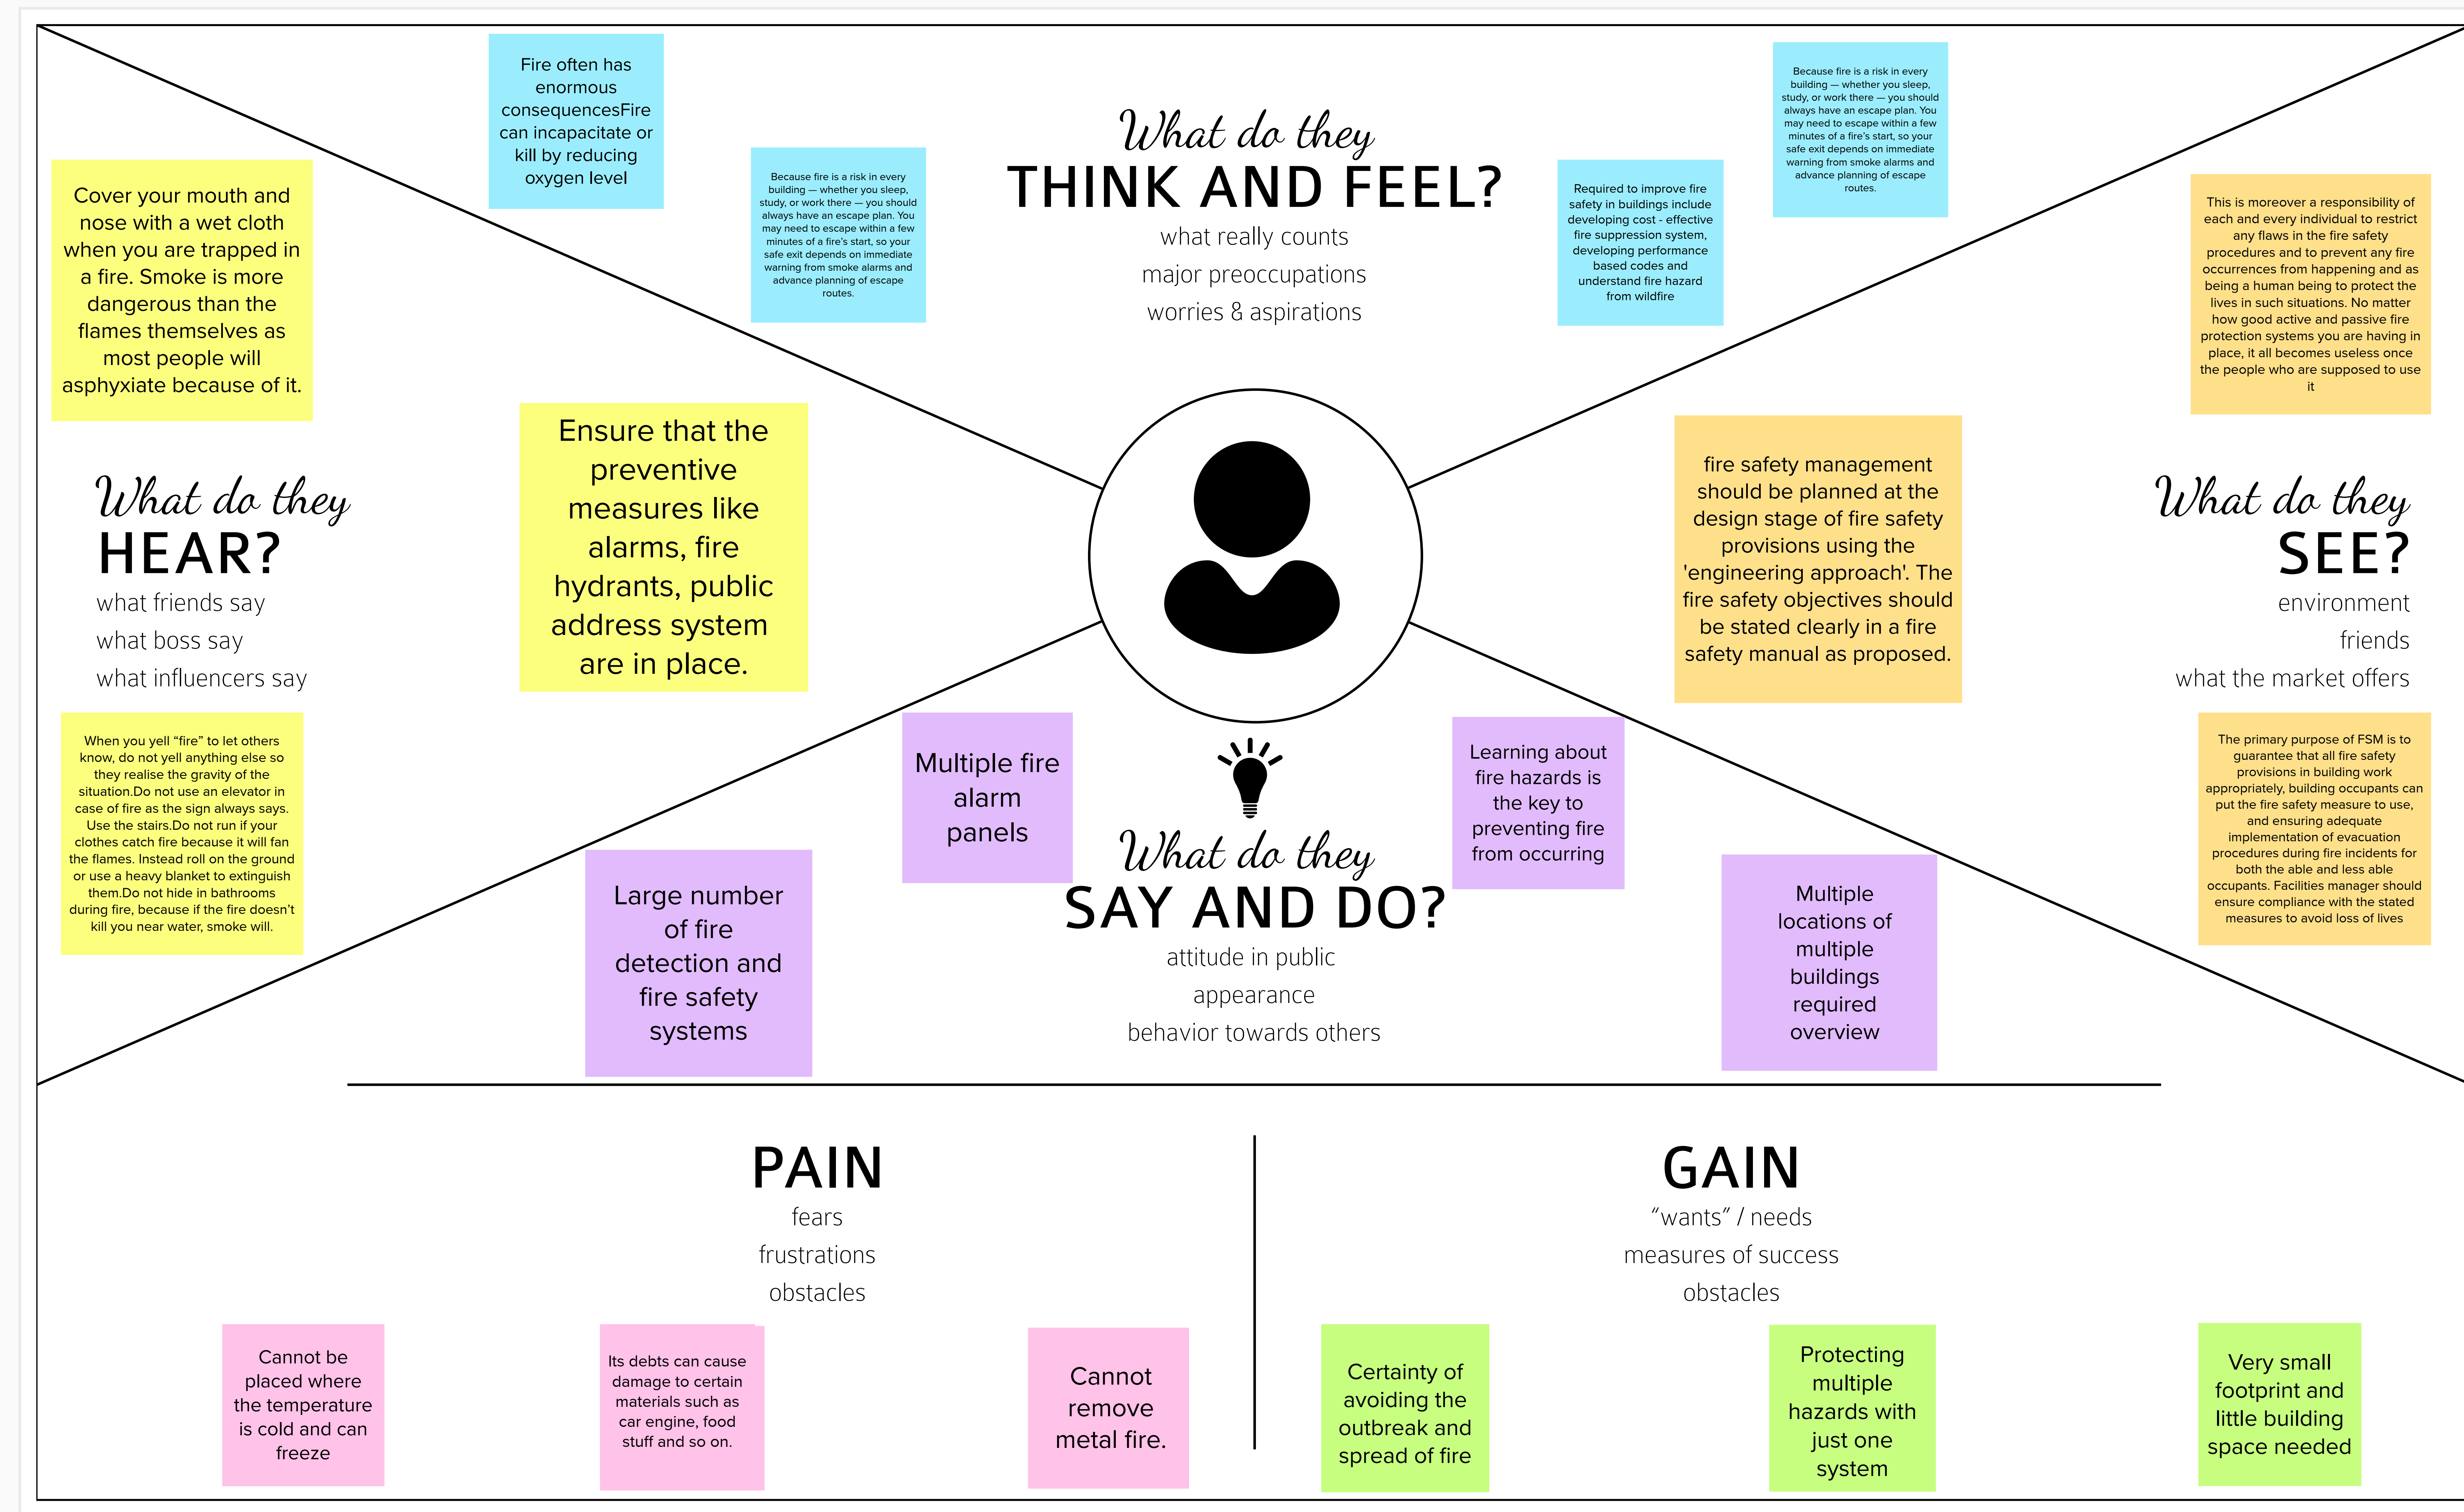 Fire often has
enormous
consequencesFire
can incapacitate or
kill by reducing
oxygen level
Because fire is a risk in every
building — whether you sleep,
study, or work there — you should
always have an escape plan. You
may need to escape within a few
minutes of a fire's start, so your
safe exit depends on immediate
warning from smoke alarms and
advance planning of escape
routes.
What do they
THINK AND FEEL?
what really counts
major preoccupations
worries & aspirations
Required to improve fire
safety in buildings include
developing cost - effective
fire suppression system,
developing performance
based codes and
understand fire hazard
from wildfire
Because fire is a risk in every
building — whether you sleep,
study, or work there — you should
always have an escape plan. You
may need to escape within a few
minutes of a fire's start, so your
safe exit depends on immediate
warning from smoke alarms and
advance planning of escape
routes.
Cover your mouth and
nose with a wet cloth
when you are trapped in
a fire. Smoke is more
dangerous than the
flames themselves as
most people will
asphyxiate because of it.
What do they
HEAR?
what friends say
what boss say
what influencers say
Ensure that the
preventive
measures like
alarms, fire
hydrants, public
address system
are in place.
When you yell “fire” to let others
know, do not yell anything else so
they realise the gravity of the
situation.Do not use an elevator in
case of fire as the sign always says.
Use the stairs.Do not run if your
clothes catch fire because it will fan
the flames. Instead roll on the ground
or use a heavy blanket to extinguish
them.Do not hide in bathrooms
during fire, because if the fire doesn't
kill you near water, smoke will.
This is moreover a responsibility of
each and every individual to restrict
any flaws in the fire safety
procedures and to prevent any fire
occurrences from happening and as
being a human being to protect the
lives in such situations. No matter
how good active and passive fire
protection systems you are having in
place, it all becomes useless once
the people who are supposed to use
it
fire safety management
should be planned at the
design stage of fire safety
provisions using the
'engineering approach'. The
fire safety objectives should
be stated clearly in a fire
safety manual as proposed.
What do they
SEE?
environment
friends
what the market offers
The primary purpose of FSM is to
guarantee that all fire safety
provisions in building work
appropriately, building occupants can
put the fire safety measure to use,
and ensuring adequate
implementation of evacuation
procedures during fire incidents for
both the able and less able
occupants. Facilities manager should
ensure compliance with the stated
measures to avoid loss of lives
Multiple fire
alarm
panels
Large number
of fire
detection and
fire safety
systems
What do they
SAY AND DO?
attitude in public
appearance
behavior towards others
Learning about
fire hazards is
the key to
preventing fire
from occurring
Multiple
locations of
multiple
buildings
required
overview
PAIN
fears
frustrations
obstacles
Cannot be
placed where
the temperature
is cold and can
freeze
Its debts can cause
damage to certain
materials such as
car engine, food
stuff and so on.
Cannot
remove
metal fire.
GAIN
“wants” / needs
measures of success
obstacles
Certainty of
avoiding the
outbreak and
spread of fire
Protecting
multiple
hazards with
just one
system
Very small
footprint and
little building
space needed